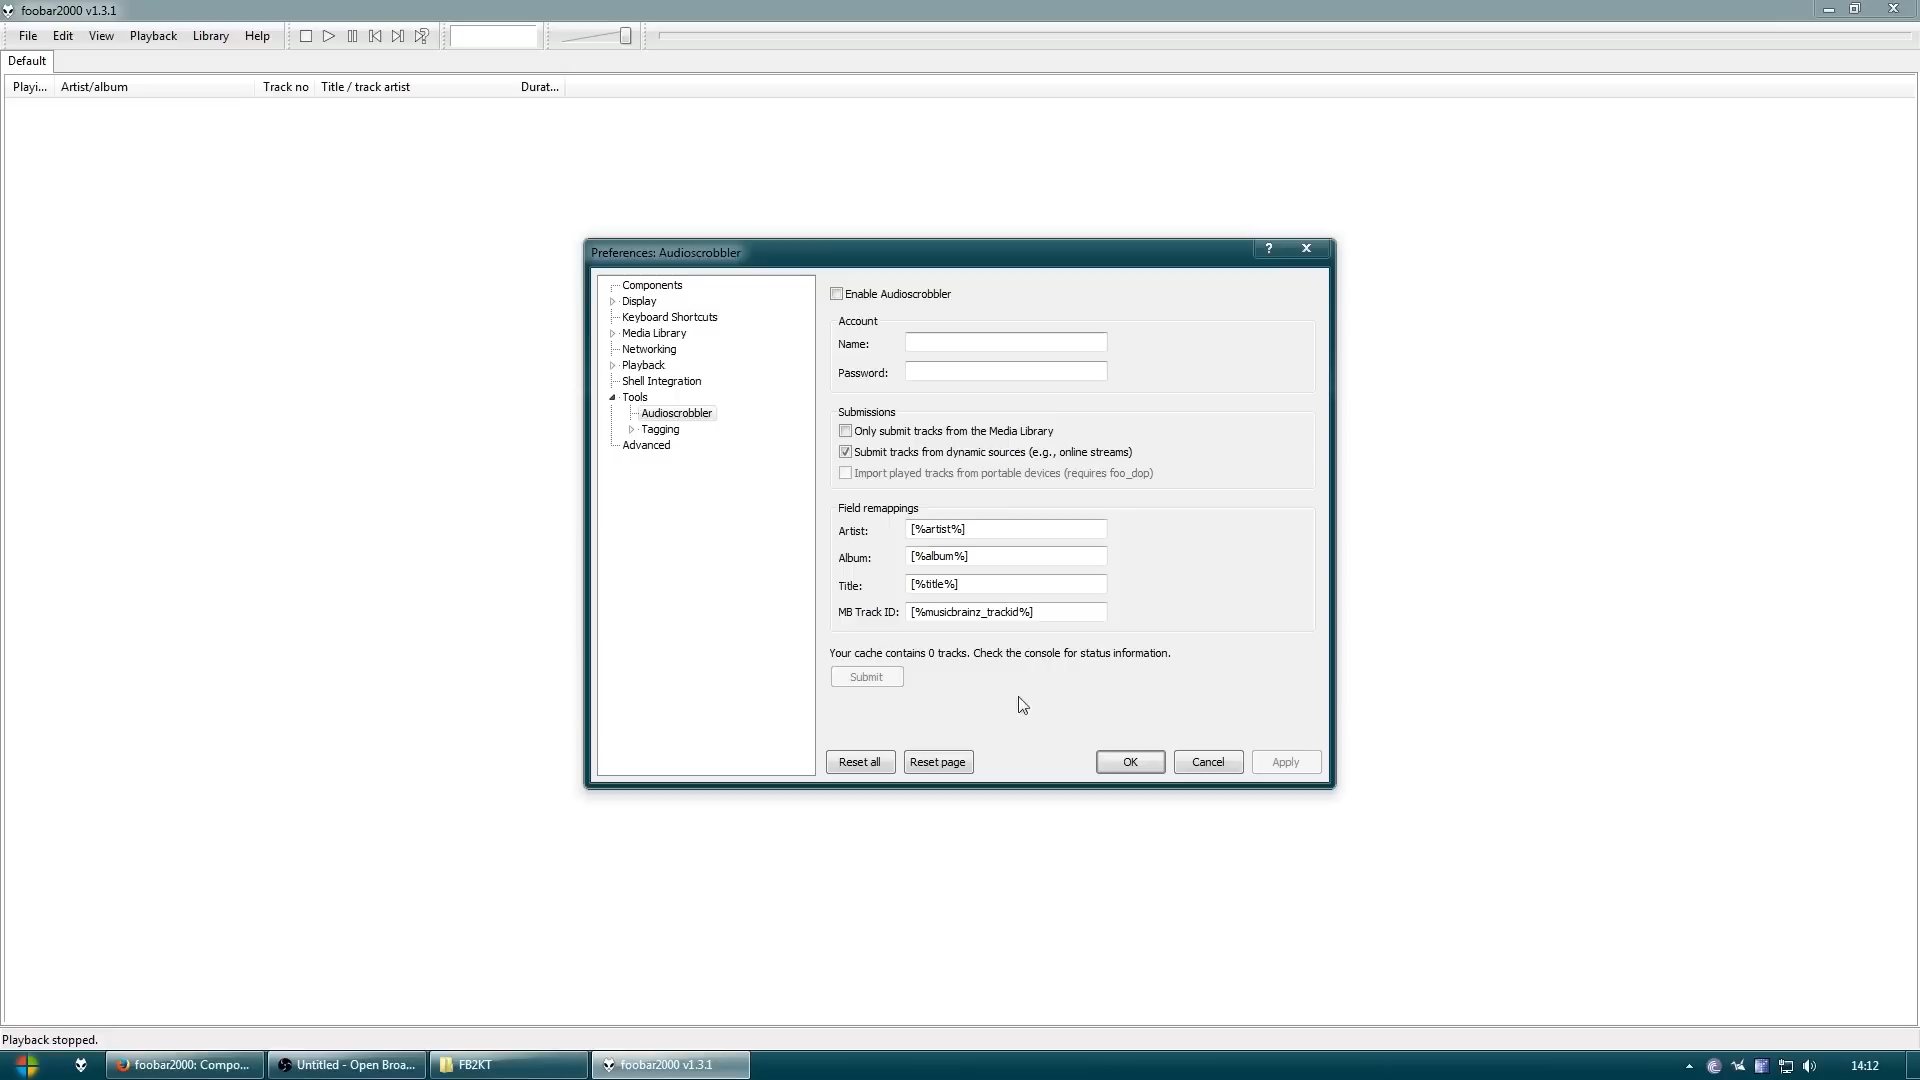 foobar2000 v1.3.1
File Edit View Playback Library Help
Default
Playi... Artist/album Track no Title / track artist Durat...
Preferences: Audioscrobbler
?
Components
Display
Keyboard Shortcuts
Media Library
Networking
Playback
Shell Integration
Tools
Audioscrobbler
Tagging
Advanced
Enable Audioscrobbler
Account
Name:
Password:
Submissions
Only submit tracks from the Media Library
Submit tracks from dynamic sources (e.g., online streams)
Import played tracks from portable devices (requires foo_dop)
Field remappings
Artist: [%artist%]
Album: [%album%]
Title: [%title%]
MB Track ID: [%musicbrainz_trackid%]
Your cache contains 0 tracks. Check the console for status information.
Submit
Reset all Reset page OK Cancel Apply
Playback stopped.
foobar2000: Compo... Untitled - Open Broa... FB2KT foobar2000 v1.3.1 14:12